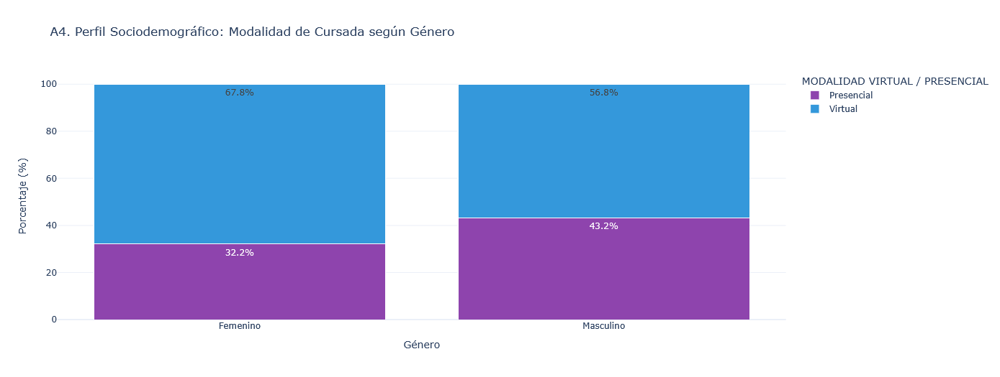 A4. Perfil Sociodemográfico: Modalidad de Cursada según Género
MODALIDAD VIRTUAL / PRESENCIAL
Presencial
Virtual
Porcentaje (%)
100
80
60
40
20
0
67.8%
56.8%
32.2%
43.2%
Femenino
Masculino
Género